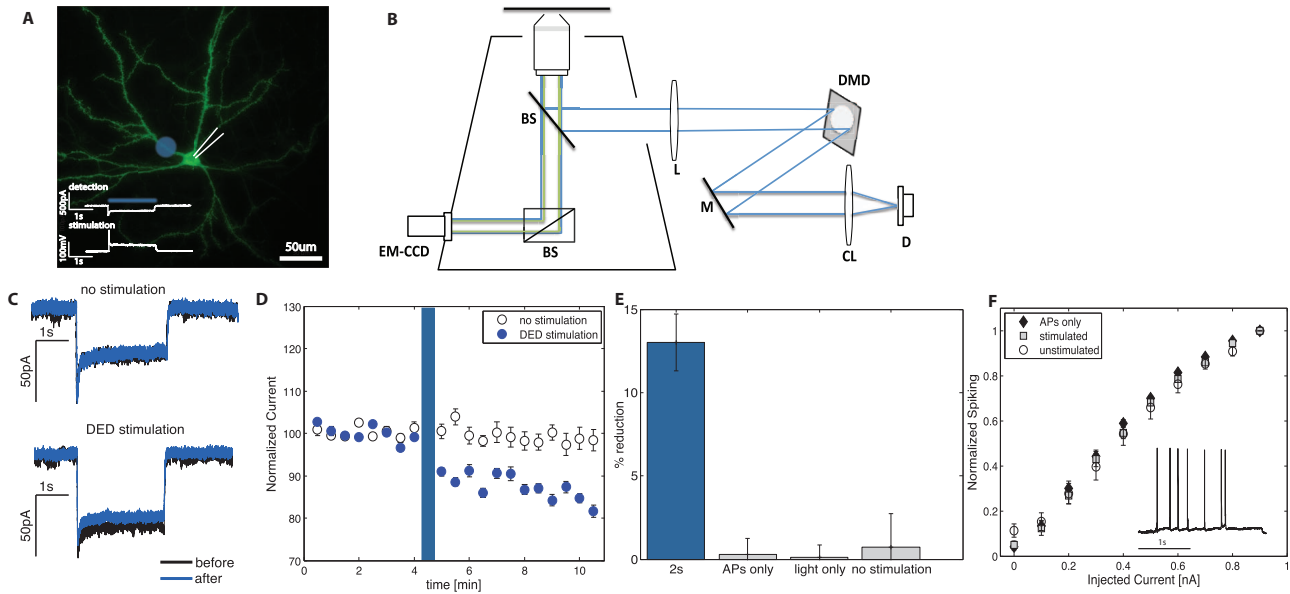 A
detection
500pA
1s
stimulation
100mV
1s
50um
B
BS
DMD
L
M
CL
D
EM-CCD
BS
C
no stimulation
1s
50pA
DED stimulation
1s
50pA
before
after
D
130
120
110
100
90
80
70
Normalized Current
no stimulation
DED stimulation
0
2
4
6
8
10
time [min]
E
15
10
5
0
% reduction
2s
APs only
light only
no stimulation
F
APs only
stimulated
unstimulated
1.0
0.8
0.6
0.4
0.2
0
Normalized Spiking
1s
0
0.2
0.4
0.6
0.8
1
Injected Current [nA]